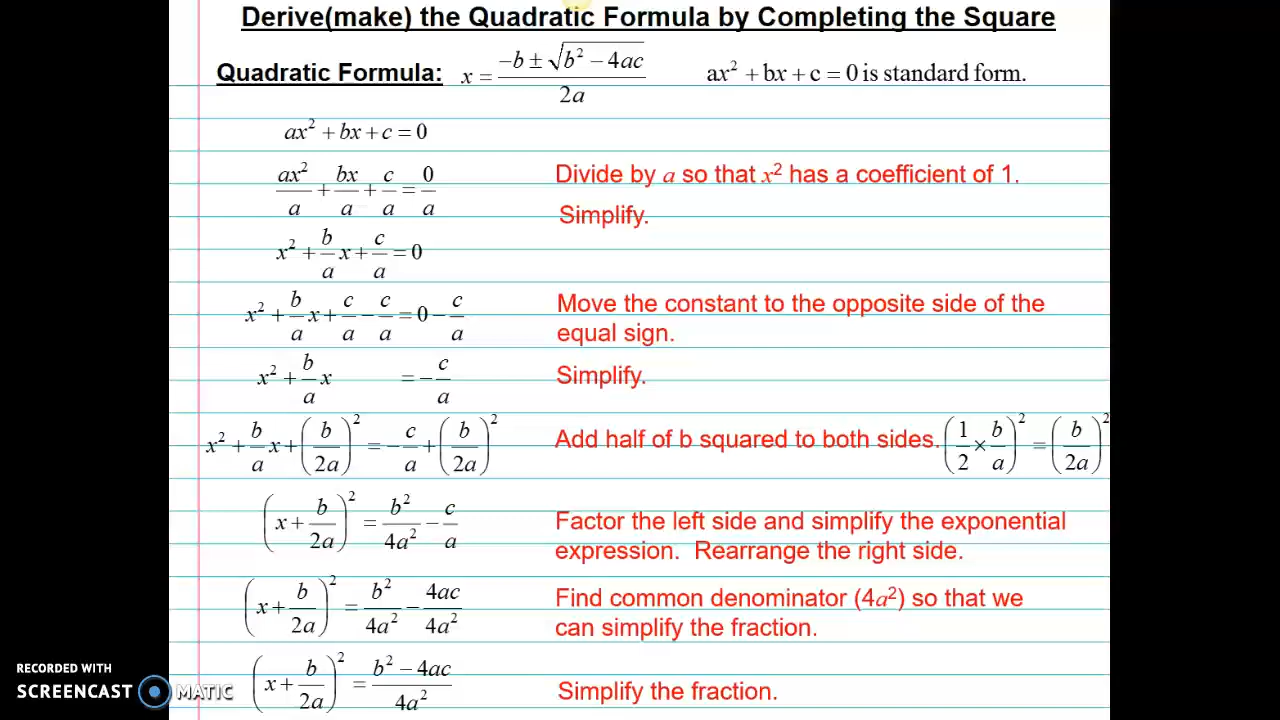 Derive(make) the Quadratic Formula by Completing the Square
Quadratic Formula: x = (−b ± √(b² − 4ac)) / 2a    ax² + bx + c = 0 is standard form.
ax² + bx + c = 0
ax²/a + bx/a + c/a = 0/a    Divide by a so that x² has a coefficient of 1.
Simplify.
x² + b/a x + c/a = 0
x² + b/a x + c/a − c/a = 0 − c/a    Move the constant to the opposite side of the
equal sign.
x² + b/a x = − c/a    Simplify.
x² + b/a x + (b/2a)² = − c/a + (b/2a)²    Add half of b squared to both sides. (1/2 × b/a)² = (b/2a)²
(x + b/2a)² = b²/4a² − c/a    Factor the left side and simplify the exponential
expression. Rearrange the right side.
(x + b/2a)² = b²/4a² − 4ac/4a²    Find common denominator (4a²) so that we
can simplify the fraction.
(x + b/2a)² = (b² − 4ac)/4a²    Simplify the fraction.
RECORDED WITH
SCREENCAST MATIC